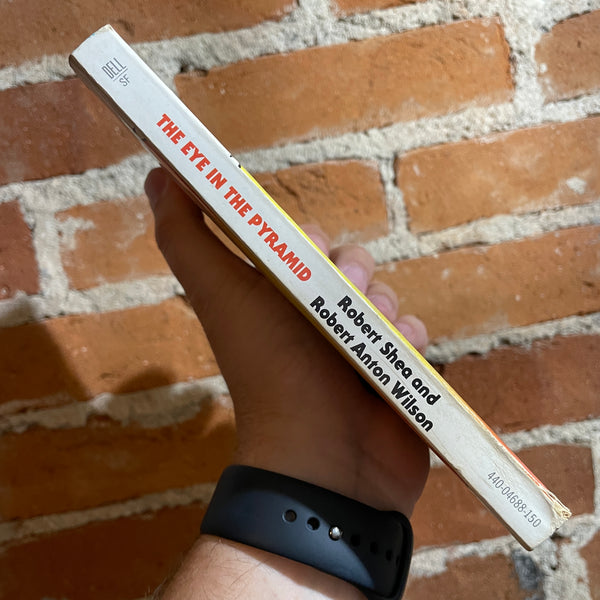 DELL
SF
THE EYE IN THE PYRAMID
Robert Shea and
Robert Anton Wilson
440-04688-150